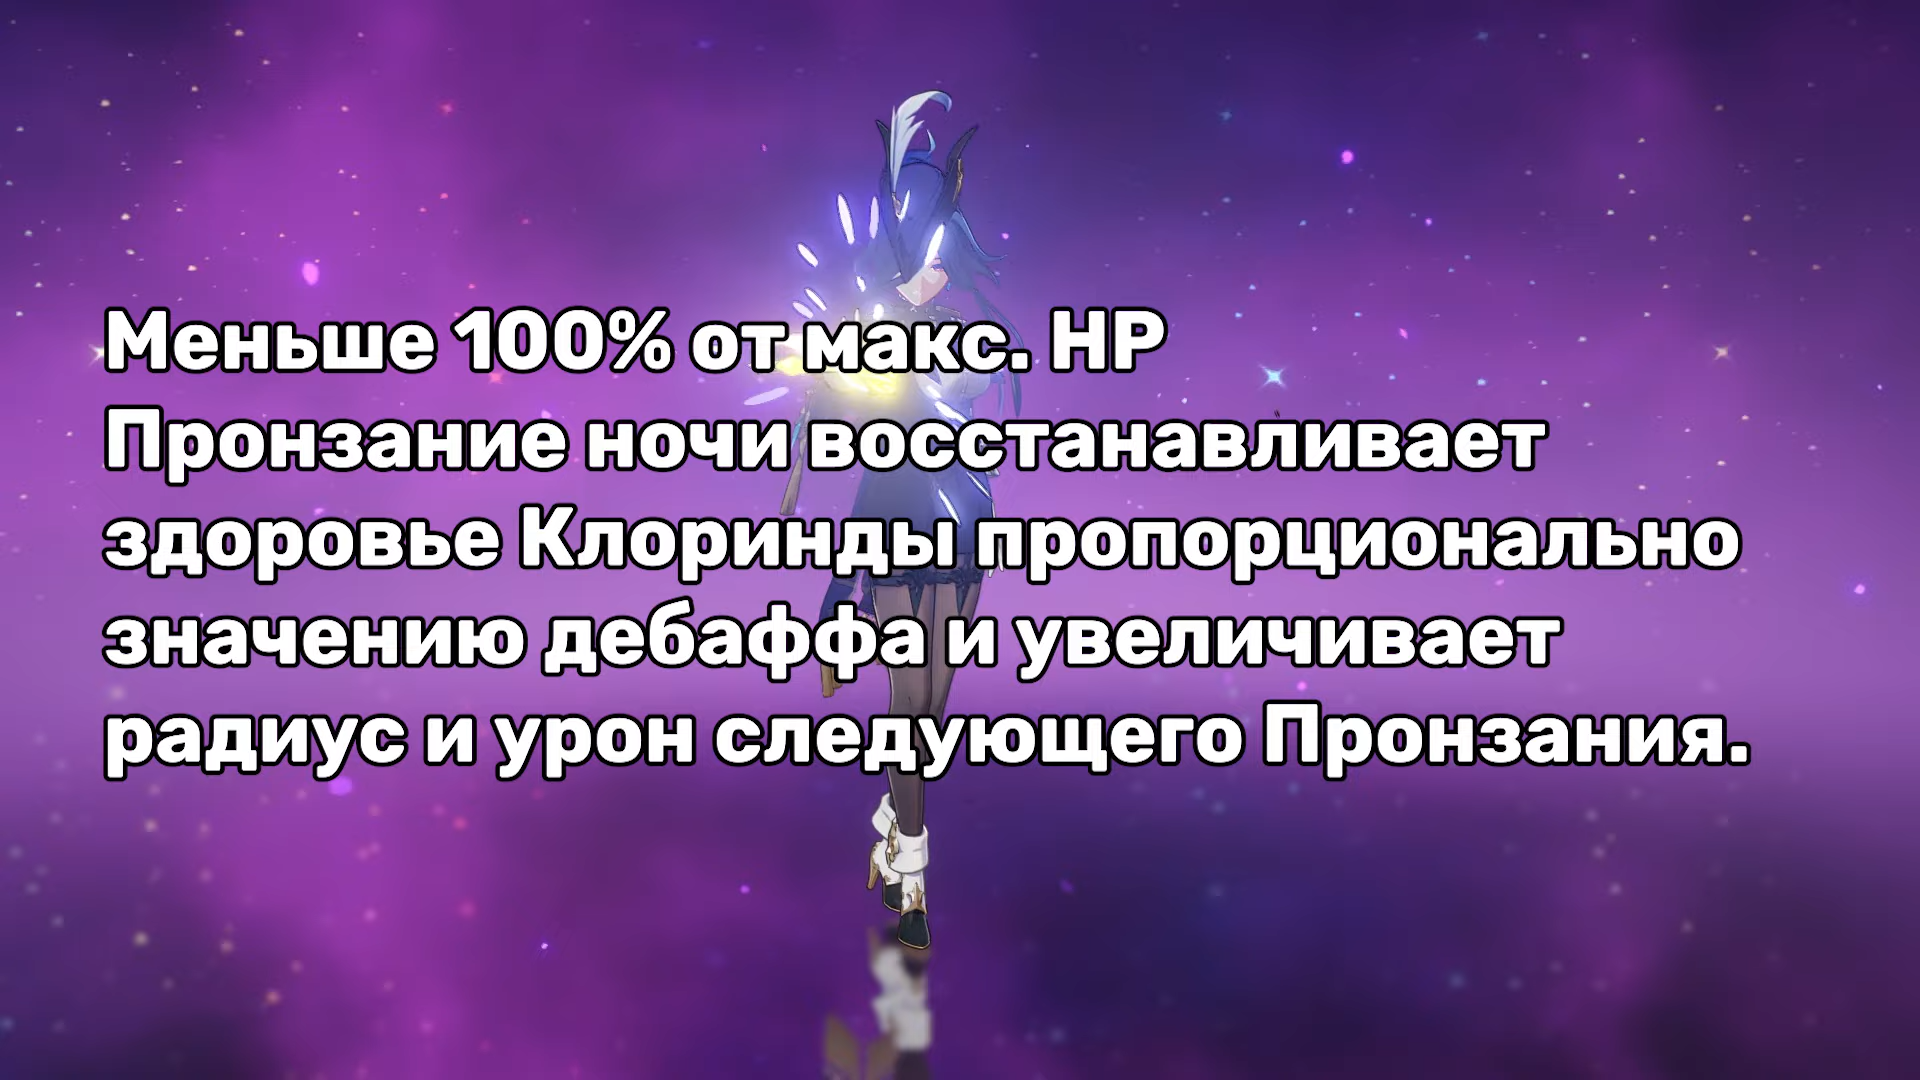 Меньше 100% от макс. HP
Пронзание ночи восстанавливает
здоровье Клоринды пропорционально
значению дебаффа и увеличивает
радиус и урон следующего Пронзания.